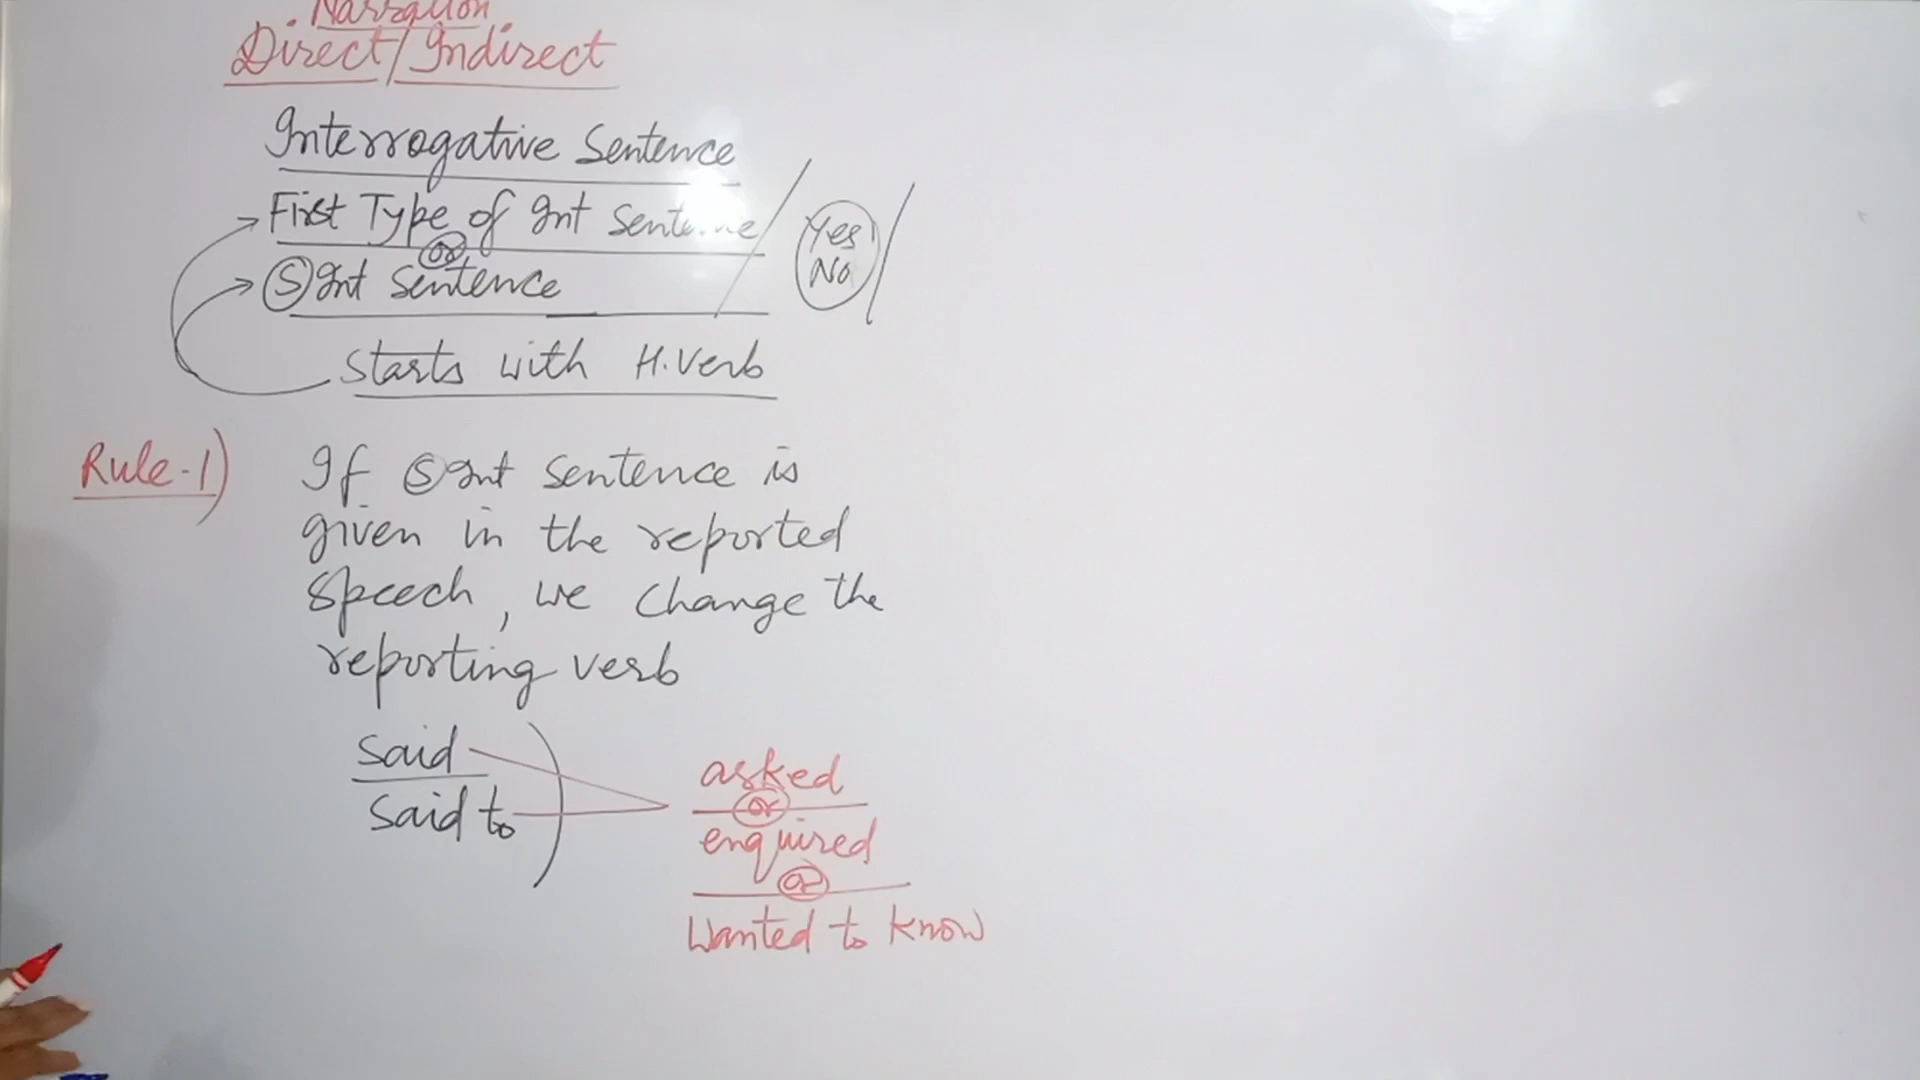 Narration
Direct/Indirect
Interrogative Sentence
First Type of Int Sentence
or
(S) Int Sentence
Yes
No
Starts with H.Verb
Rule-1)
If (S) Int Sentence is
given in the reported
Speech, we change the
reporting verb
Said
Said to
asked
or
enquired
or
Wanted to know